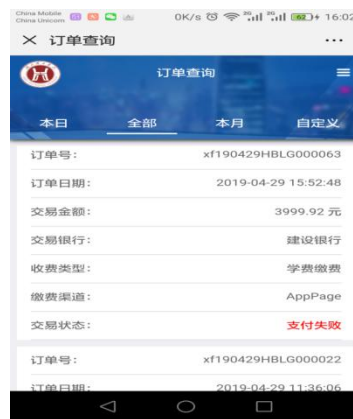 China Mobile
China Unicom
0K/s
2G
2G
62
16:02
订单查询
订单查询
本日 全部 本月 自定义
订单号: xf190429HBLG000063
订单日期: 2019-04-29 15:52:48
交易金额: 3999.92 元
交易银行: 建设银行
收费类型: 学费缴费
缴费渠道: AppPage
交易状态: 支付失败
订单号: xf190429HBLG000022
订单日期: 2019-04-29 11:36:06